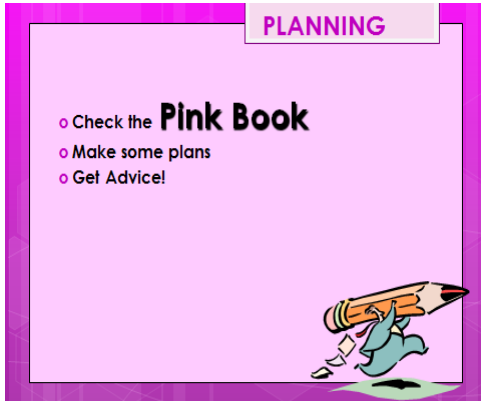 PLANNING
Check the Pink Book
Make some plans
Get Advice!